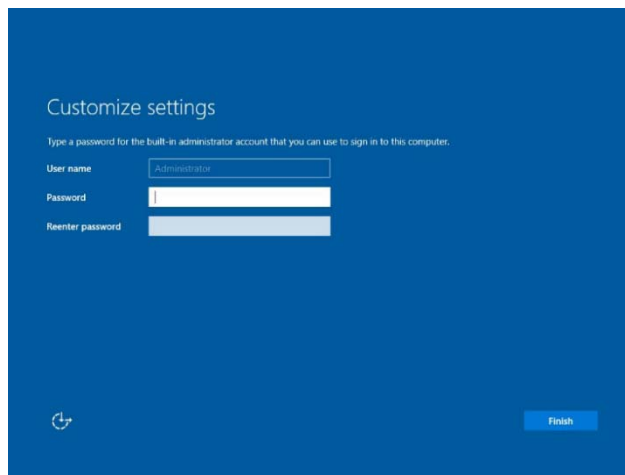 Customize settings
Type a password for the built-in administrator account that you can use to sign in to this computer.
User name Administrator
Password
Reenter password
Finish